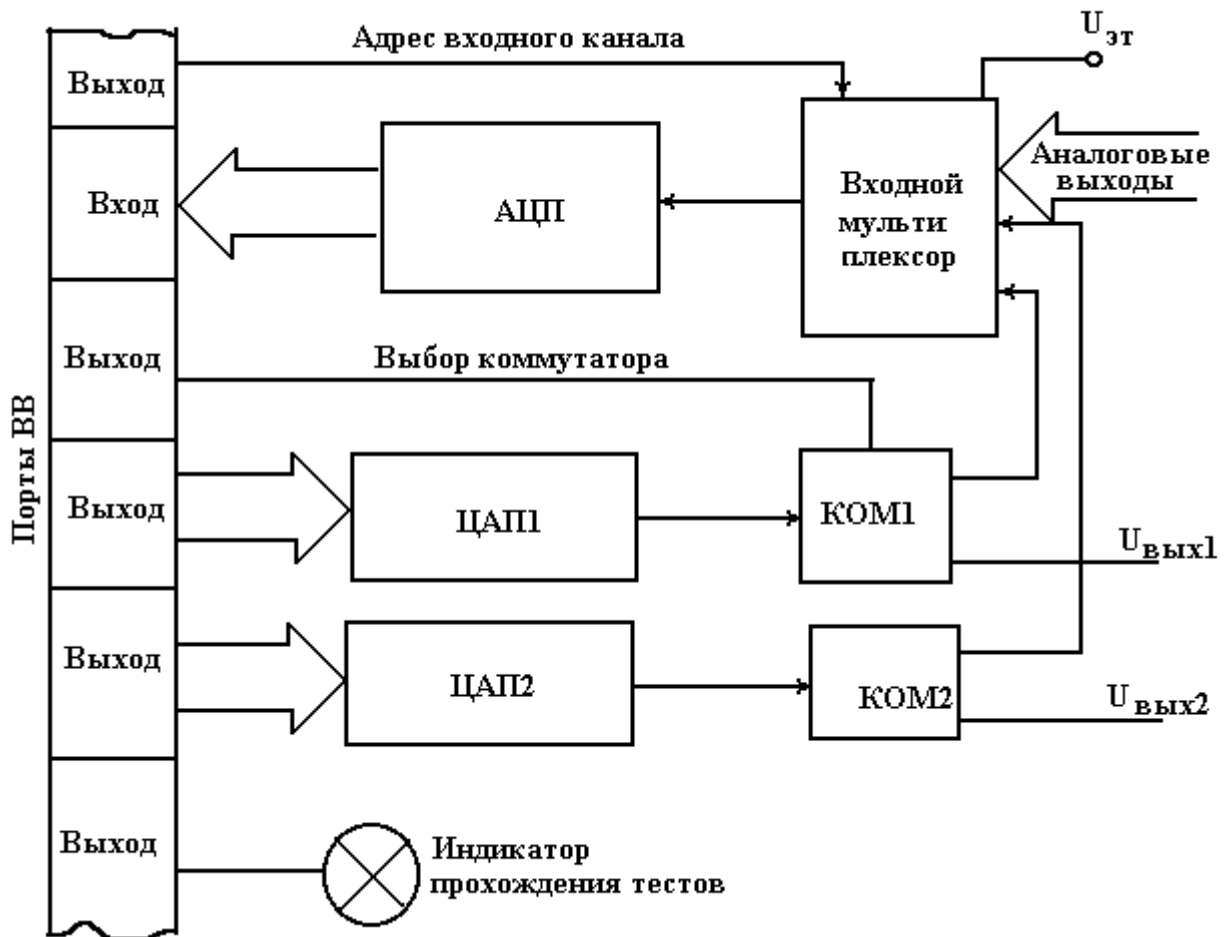 Адрес входного канала
U эт
Выход
Аналоговые
выходы
Вход
АЦП
Входной
мульти
плексор
Выход
Выбор коммутатора
Порты ВВ
Выход
ЦАП1
КОМ1
U вых1
Выход
ЦАП2
КОМ2
U вых2
Выход
Индикатор
прохождения тестов